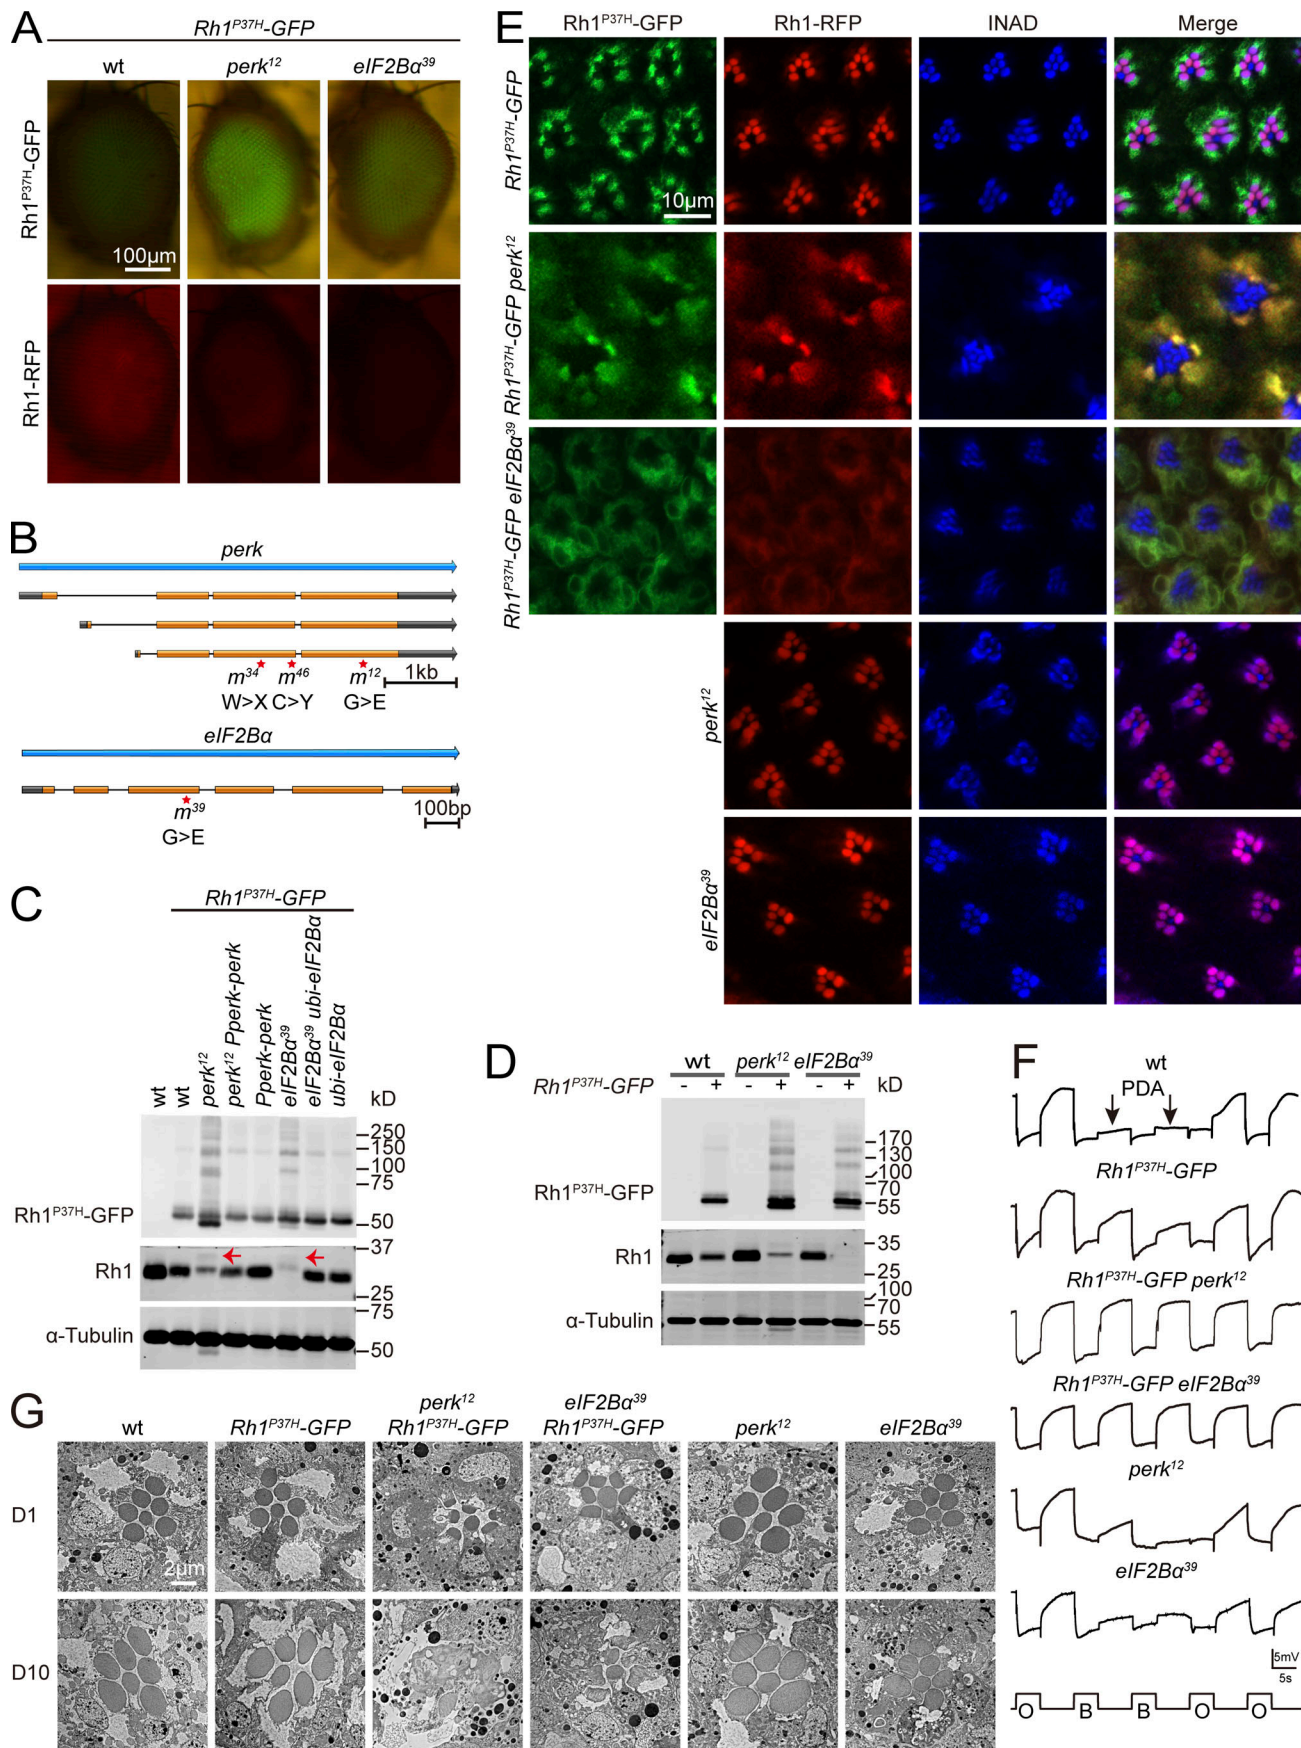 A
Rh1P37H-GFP
wt perk12 eIF2Bα39
Rh1P37H-GFP
100μm
Rh1-RFP
B
perk
m34 m46 m12
W>X C>Y G>E
1kb
eIF2Bα
m39
G>E
100bp
C
Rh1P37H-GFP
wt
wt
perk12
perk12 Pperk-perk
Pperk-perk
eIF2Bα39
eIF2Bα39 ubi-eIF2Bα
ubi-eIF2Bα
kD
250
150
100
75
Rh1P37H-GFP
50
37
Rh1
25
75
α-Tubulin
50
D
wt perk12 eIF2Bα39
Rh1P37H-GFP - + - + - + kD
170
130
100
70
Rh1P37H-GFP
55
35
Rh1
25
100
70
α-Tubulin
55
E
Rh1P37H-GFP Rh1-RFP INAD Merge
Rh1P37H-GFP
10μm
Rh1P37H-GFP perk12
Rh1P37H-GFP eIF2Bα39
perk12
eIF2Bα39
F
wt
PDA
Rh1P37H-GFP
Rh1P37H-GFP perk12
Rh1P37H-GFP eIF2Bα39
perk12
eIF2Bα39
5mV
5s
O B B O O
G
wt
Rh1P37H-GFP
perk12
Rh1P37H-GFP
eIF2Bα39
Rh1P37H-GFP
perk12
eIF2Bα39
D1
2μm
D10